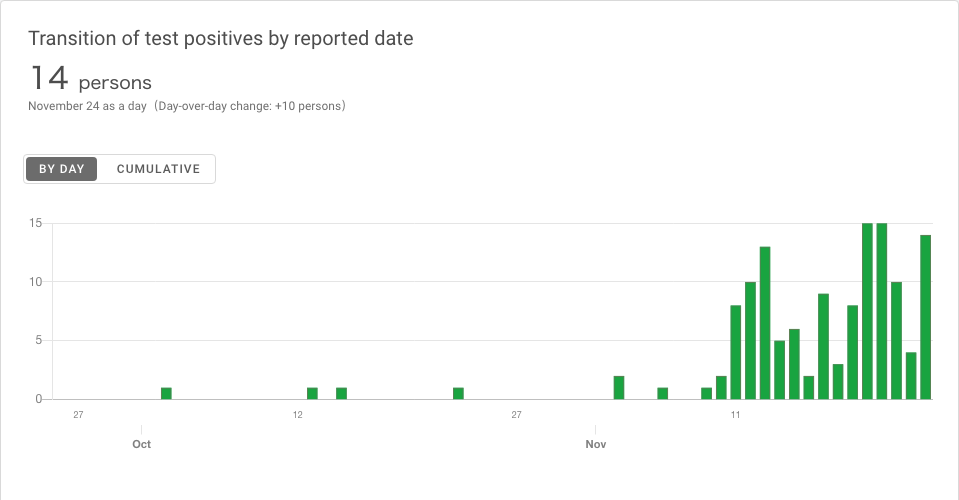 Transition of test positives by reported date
14 persons
November 24 as a day（Day-over-day change: +10 persons）
BY DAY CUMULATIVE
15
10
5
0
27 12 27 11
Oct Nov